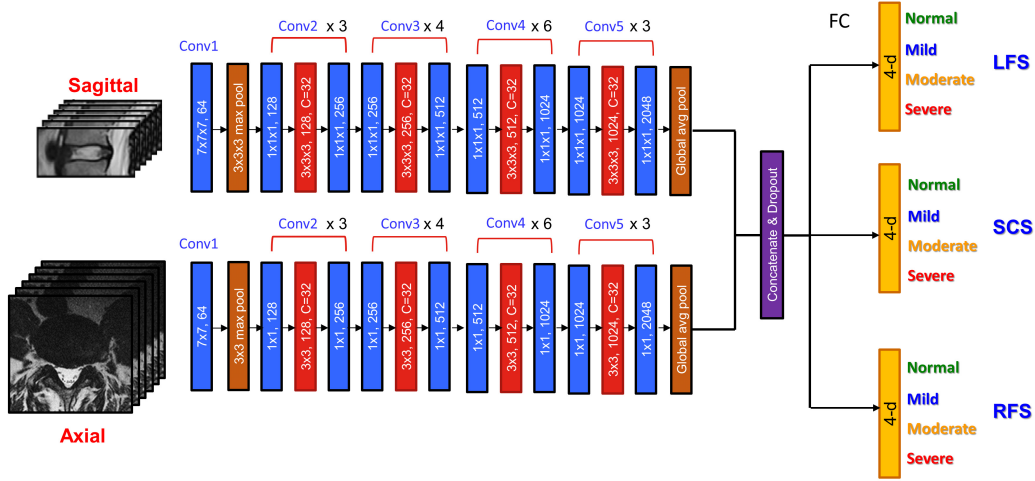 Sagittal
Conv1
Conv2 x 3
Conv3 x 4
Conv4 x 6
Conv5 x 3
7x7x7, 64
3x3x3 max pool
1x1x1, 128
3x3x3, 128, C=32
1x1x1, 256
1x1x1, 256
3x3x3, 256, C=32
1x1x1, 512
1x1x1, 512
3x3x3, 512, C=32
1x1x1, 1024
1x1x1, 1024
3x3x3, 1024, C=32
1x1x1, 2048
Global avg pool
Axial
Conv1
Conv2 x 3
Conv3 x 4
Conv4 x 6
Conv5 x 3
7x7, 64
3x3 max pool
1x1, 128
3x3, 128, C=32
1x1, 256
1x1, 256
3x3, 256, C=32
1x1, 512
1x1, 512
3x3, 512, C=32
1x1, 1024
1x1, 1024
3x3, 1024, C=32
1x1, 2048
Global avg pool
Concatenate & Dropout
FC
4-d
Normal
Mild
Moderate
Severe
LFS
4-d
Normal
Mild
Moderate
Severe
SCS
4-d
Normal
Mild
Moderate
Severe
RFS